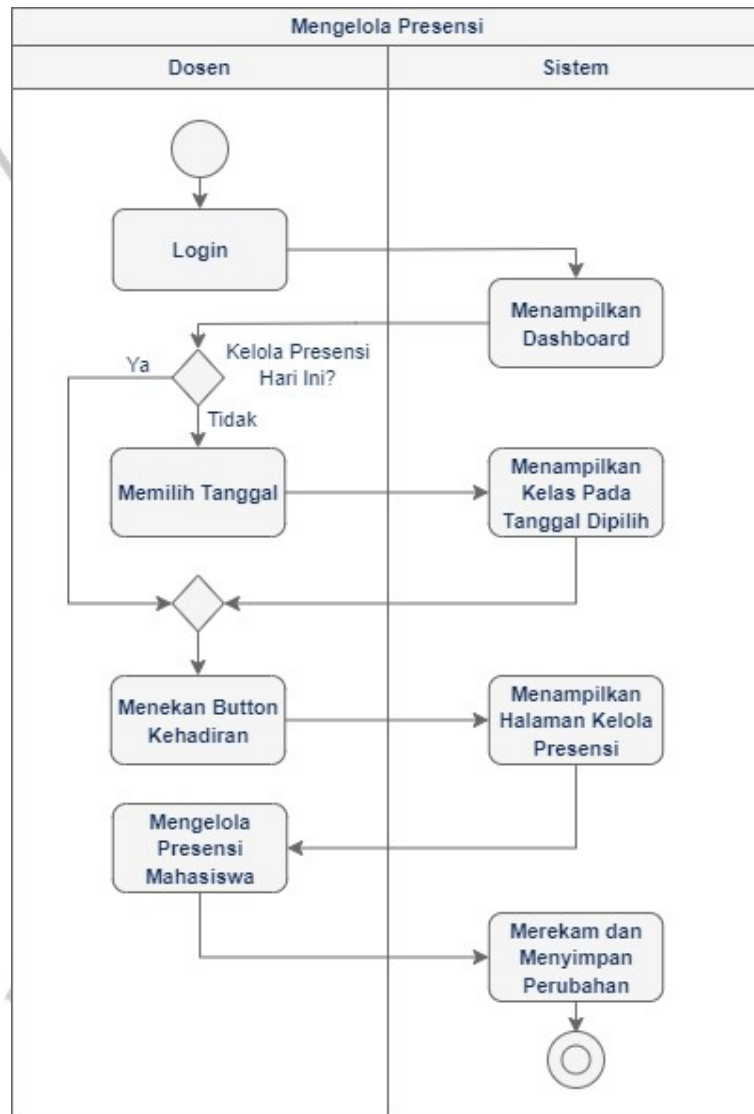 Mengelola Presensi
Dosen
Sistem
Login
Menampilkan
Dashboard
Kelola Presensi
Hari Ini?
Ya
Tidak
Memilih Tanggal
Menampilkan
Kelas Pada
Tanggal Dipilih
Menekan Button
Kehadiran
Menampilkan
Halaman Kelola
Presensi
Mengelola
Presensi
Mahasiswa
Merekam dan
Menyimpan
Perubahan